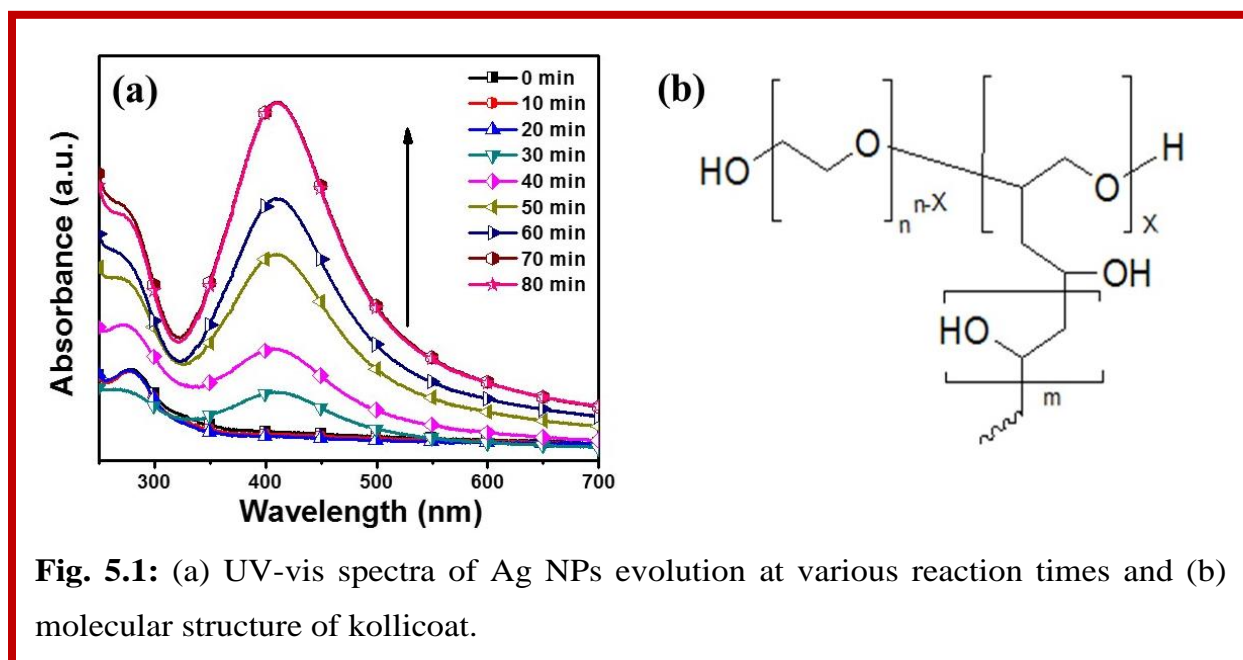 (a)
0 min
10 min
20 min
30 min
40 min
50 min
60 min
70 min
80 min
Absorbance (a.u.)
300 400 500 600 700
Wavelength (nm)
(b)
HO O n n-X O H X
OH
HO
m
Fig. 5.1: (a) UV-vis spectra of Ag NPs evolution at various reaction times and (b)
molecular structure of kollicoat.